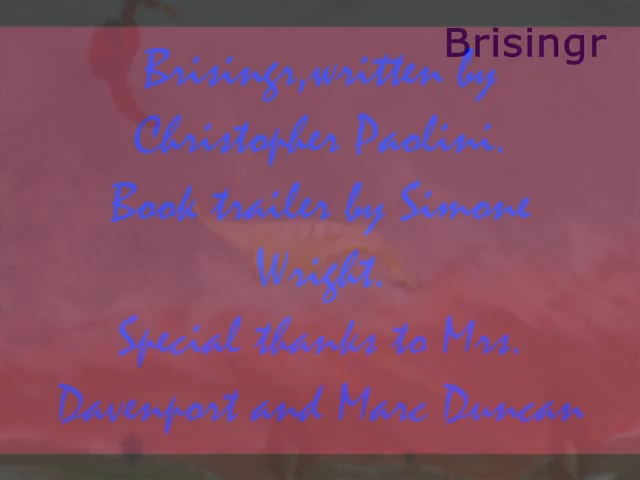 Brisingr
Brisingr,written by
Christopher Paolini.
Book trailer by Simone
Wright.
Special thanks to Mrs.
Davenport and Marc Duncan